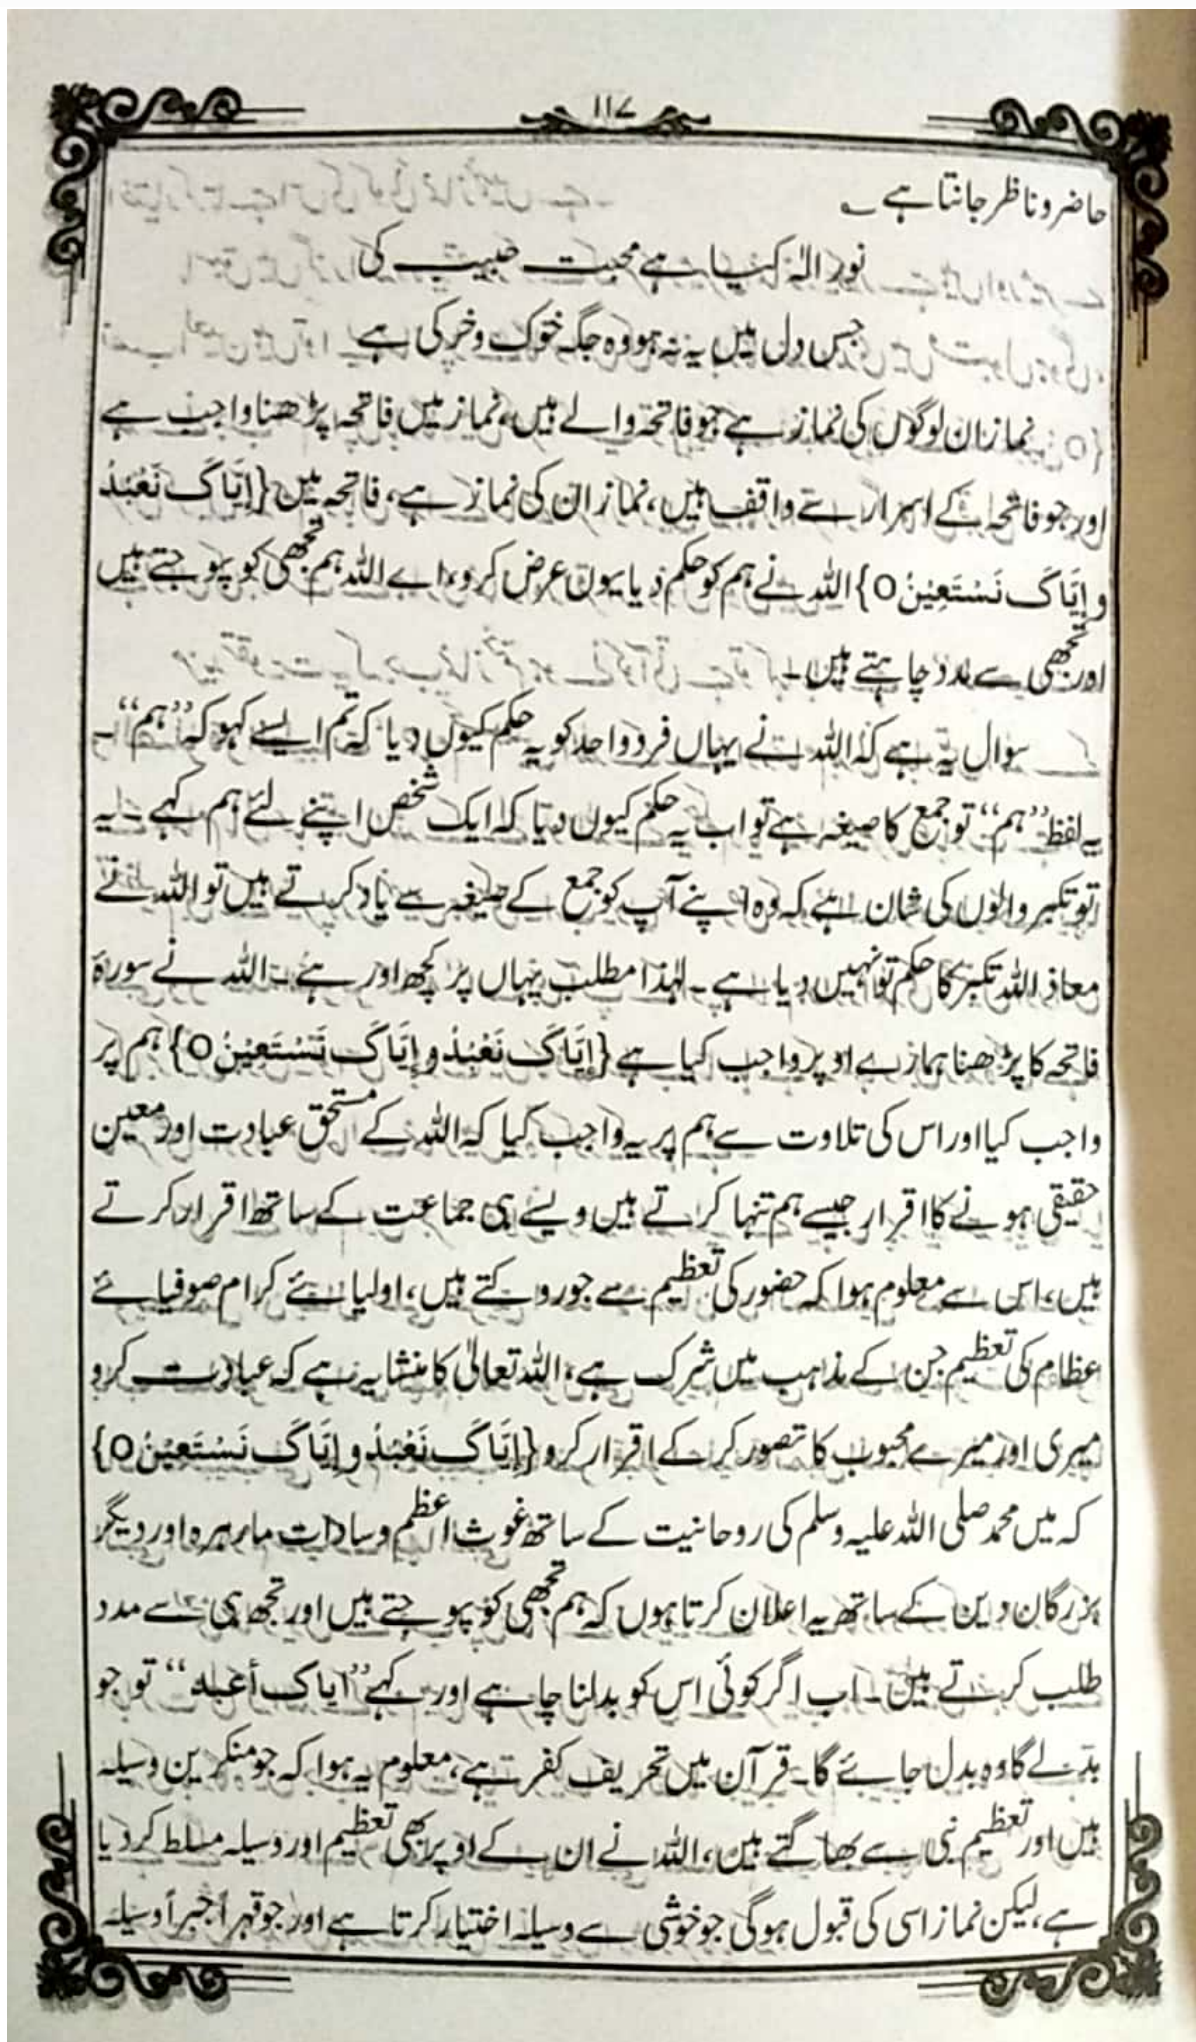 ۱۱۷
حاضر و ناظر جانتا ہے ؎
نور الہٰ کیا ہے محبت حبیب کی
جس دل میں یہ نہ ہو وہ جگہ خوک و خر کی ہے
نماز ان لوگوں کی نماز ہے جو فاتحہ والے ہیں، نماز میں فاتحہ پڑھنا واجب ہے
اور جو فاتحہ کے اسرار سے واقف ہیں، نماز ان کی نماز ہے، فاتحہ میں {إِيَّاكَ نَعْبُدُ
و إِيَّاكَ نَسْتَعِيْنُ O} اللہ نے ہم کو حکم دیا یوں عرض کرو، اے اللہ ہم تجھی کو پوجتے ہیں
اور تجھی سے مدد چاہتے ہیں۔
سوال یہ ہے کہ اللہ نے یہاں فرد واحد کو یہ حکم کیوں دیا کہ تم ایسے کہو کہ ”ہم“۔
یہ لفظ ”ہم“ تو جمع کا صیغہ ہے تو اب یہ حکم کیوں دیا کہ ایک شخص اپنے لئے ہم کہے۔ یہ
تو تکبر والوں کی شان ہے کہ وہ اپنے آپ کو جمع کے صیغہ سے یاد کرتے ہیں تو اللہ نے
معاذ اللہ تکبر کا حکم تو نہیں دیا ہے۔ لہٰذا مطلب یہاں پر کچھ اور ہے۔ اللہ نے سورۂ
فاتحہ کا پڑھنا ہمارے اوپر واجب کیا ہے {إِيَّاكَ نَعْبُدُ و إِيَّاكَ نَسْتَعِيْنُ O} ہم پر
واجب کیا اور اس کی تلاوت سے ہم پر یہ واجب کیا کہ اللہ کے مستحق عبادت اور معین
حقیقی ہونے کا اقرار جیسے ہم تنہا کرتے ہیں ویسے ہی جماعت کے ساتھ اقرار کرتے
ہیں، اس سے معلوم ہوا کہ حضور کی تعظیم سے جو روکتے ہیں، اولیائے کرام صوفیائے
عظام کی تعظیم جن کے مذاہب میں شرک ہے، اللہ تعالیٰ کا منشا یہ ہے کہ عبادت کرو
میری اور میرے محبوب کا تصور کر کے اقرار کرو {إِيَّاكَ نَعْبُدُ و إِيَّاكَ نَسْتَعِيْنُ O}
کہ میں محمد صلی اللہ علیہ وسلم کی روحانیت کے ساتھ غوث اعظم و سادات مارہرہ اور دیگر
بزرگان دین کے ساتھ یہ اعلان کرتا ہوں کہ ہم تجھی کو پوجتے ہیں اور تجھ ہی سے مدد
طلب کرتے ہیں۔ اب اگر کوئی اس کو بدلنا چاہے اور کہے ”ایاک أعبد“ تو جو
بدلے گا وہ بدل جائے گا۔ قرآن میں تحریف کفر ہے، معلوم یہ ہوا کہ جو منکرین وسیلہ
ہیں اور تعظیم نبی سے بھاگتے ہیں، اللہ نے ان کے اوپر بھی تعظیم اور وسیلہ مسلط کر دیا
ہے، لیکن نماز اسی کی قبول ہوگی جو خوشی سے وسیلہ اختیار کرتا ہے اور جو قہراً جبراً وسیلہ